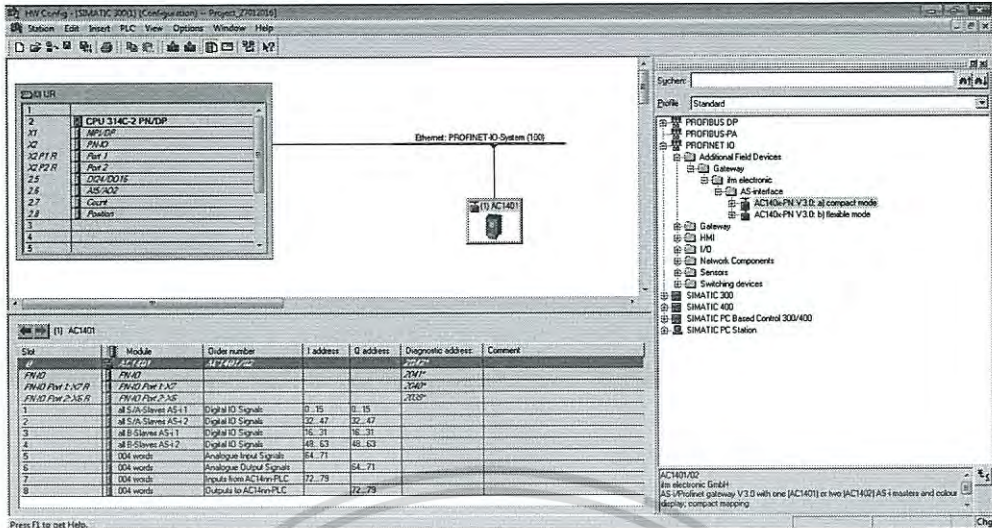 HW Config - [SIMATIC 300(1) (Configuration) -- Project_27012016]
Station Edit Insert PLC View Options Window Help
(0) UR
1
2 CPU 314C-2 PN/DP
X1 MPI/DP
X2 PN-IO
X2 P1 R Port 1
X2 P2 R Port 2
2.5 DI24/DO16
2.6 AI5/AO2
2.7 Count
2.8 Position
3
4
5
Ethernet: PROFINET-IO-System (100)
(1) AC1401
Suchen:
Profile Standard
PROFIBUS DP
PROFIBUS-PA
PROFINET IO
Additional Field Devices
Gateway
ifm electronic
AS-interface
AC140x-PN V3.0: a) compact mode
AC140x-PN V3.0: b) flexible mode
Gateway
HMI
I/O
Network Components
Sensors
Switching devices
SIMATIC 300
SIMATIC 400
SIMATIC PC Based Control 300/400
SIMATIC PC Station
(1) AC1401
Slot Module Order number I address Q address Diagnostic address: Comment
0 AC1401 AC1401/02 2042*
PN-IO PN-IO 2041*
PN-IO Port 1: X7 R PN-IO Port 1: X7 2040*
PN-IO Port 2: X6 R PN-IO Port 2: X6 2039*
1 all S/A-Slaves AS-i 1 Digital IO Signals 0...15 0...15
2 all S/A-Slaves AS-i 2 Digital IO Signals 32...47 32...47
3 all B-Slaves AS-i 1 Digital IO Signals 16...31 16...31
4 all B-Slaves AS-i 2 Digital IO Signals 48...63 48...63
5 004 words Analogue Input Signals 64...71
6 004 words Analogue Output Signals 64...71
7 004 words Inputs from AC14nn-PLC 72...79
8 004 words Outputs to AC14nn-PLC 72...79
AC1401/02
ifm electronic GmbH
AS-i/Profinet gateway V3.0 with one (AC1401) or two (AC1402) AS-i masters and colour
display; compact mapping
Press F1 to get Help.
Chg